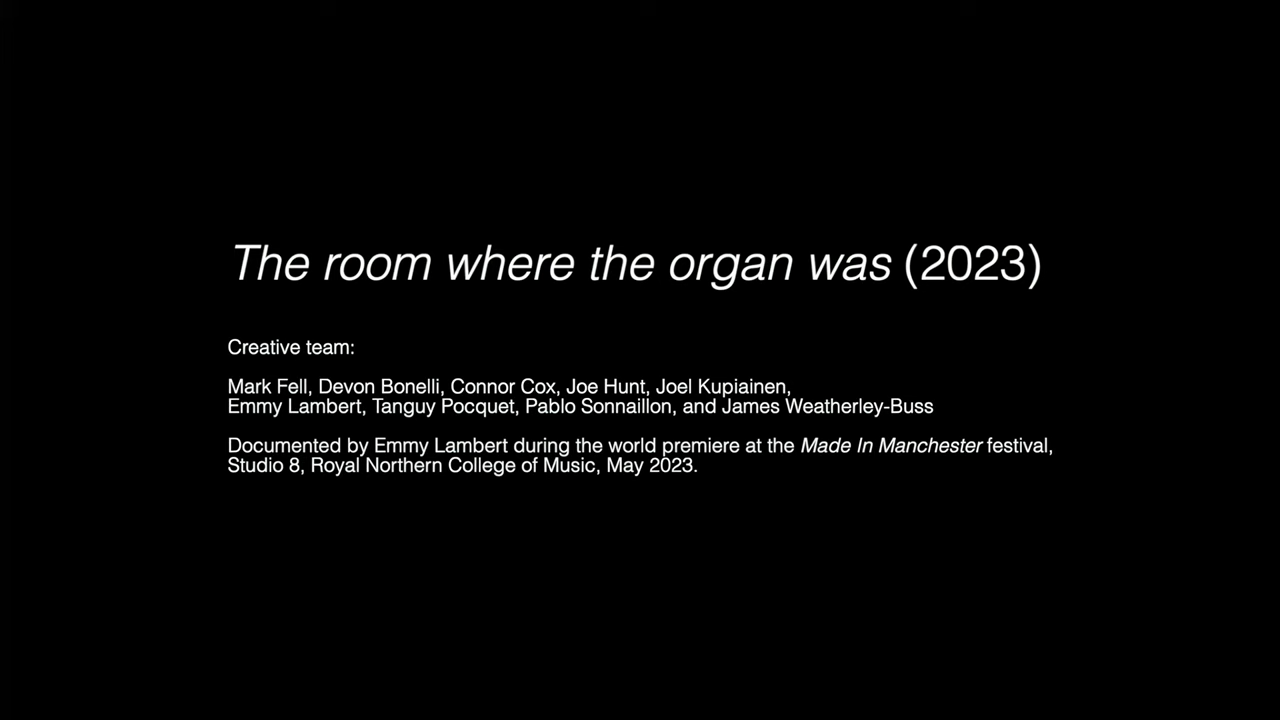 The room where the organ was (2023)
Creative team:
Mark Fell, Devon Bonelli, Connor Cox, Joe Hunt, Joel Kupiainen,
Emmy Lambert, Tanguy Pocquet, Pablo Sonnaillon, and James Weatherley-Buss
Documented by Emmy Lambert during the world premiere at the Made In Manchester festival,
Studio 8, Royal Northern College of Music, May 2023.